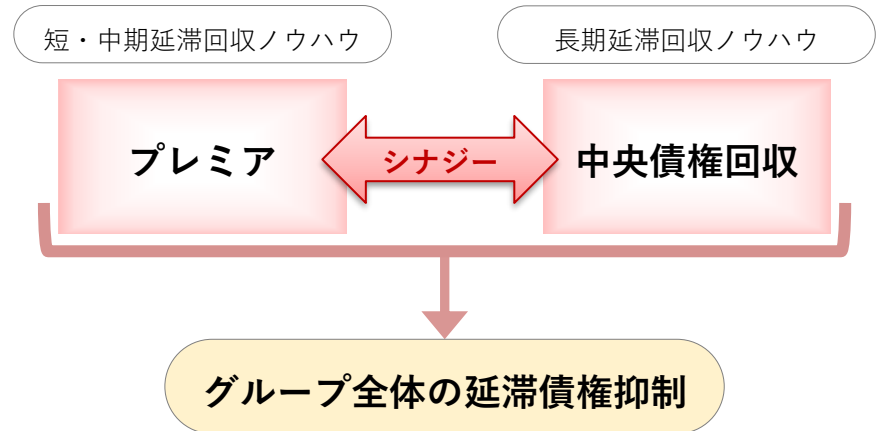 短・中期延滞回収ノウハウ
長期延滞回収ノウハウ
プレミア
シナジー
中央債権回収
グループ全体の延滞債権抑制